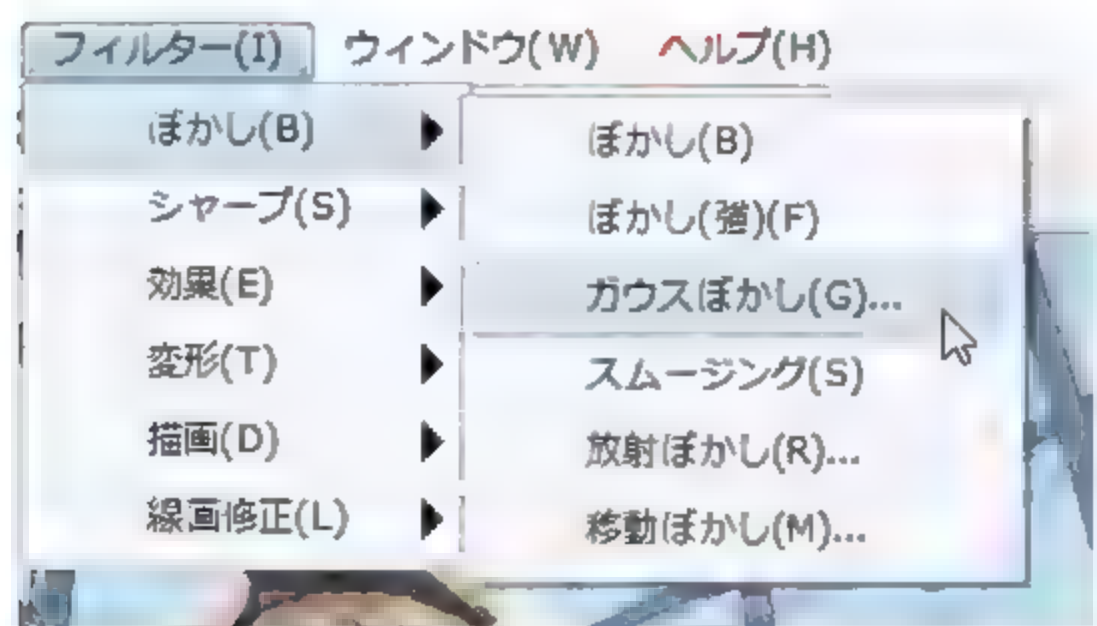 フィルター(I) ウィンドウ(W) ヘルプ(H)
ぼかし(B)
シャープ(S)
効果(E)
変形(T)
描画(D)
線画修正(L)
ぼかし(B)
ぼかし(強)(F)
ガウスぼかし(G)...
スムージング(S)
放射ぼかし(R)...
移動ぼかし(M)...